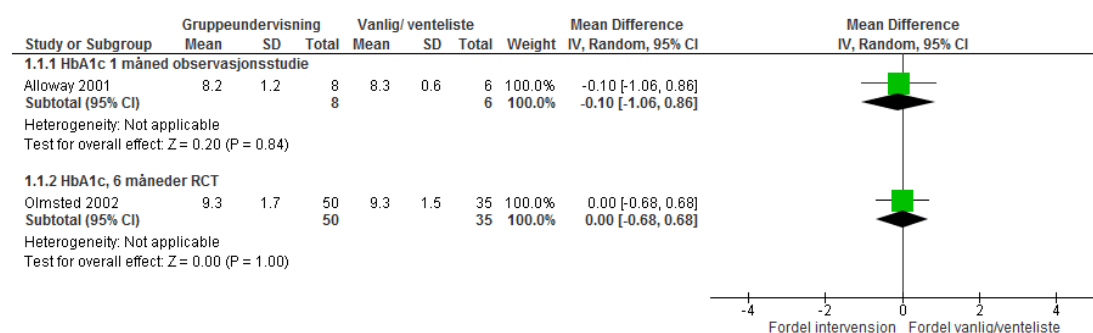 Gruppeundervisning Vanlig/ venteliste Mean Difference Mean Difference
Study or Subgroup Mean SD Total Mean SD Total Weight IV, Random, 95% CI IV, Random, 95% CI
1.1.1 HbA1c 1 måned observasjonsstudie
Alloway 2001 8.2 1.2 8 8.3 0.6 6 100.0% -0.10 [-1.06, 0.86]
Subtotal (95% CI) 8 6 100.0% -0.10 [-1.06, 0.86]
Heterogeneity: Not applicable
Test for overall effect: Z = 0.20 (P = 0.84)
1.1.2 HbA1c, 6 måneder RCT
Olmsted 2002 9.3 1.7 50 9.3 1.5 35 100.0% 0.00 [-0.68, 0.68]
Subtotal (95% CI) 50 35 100.0% 0.00 [-0.68, 0.68]
Heterogeneity: Not applicable
Test for overall effect: Z = 0.00 (P = 1.00)
-4 -2 0 2 4
Fordel intervension Fordel vanlig/venteliste